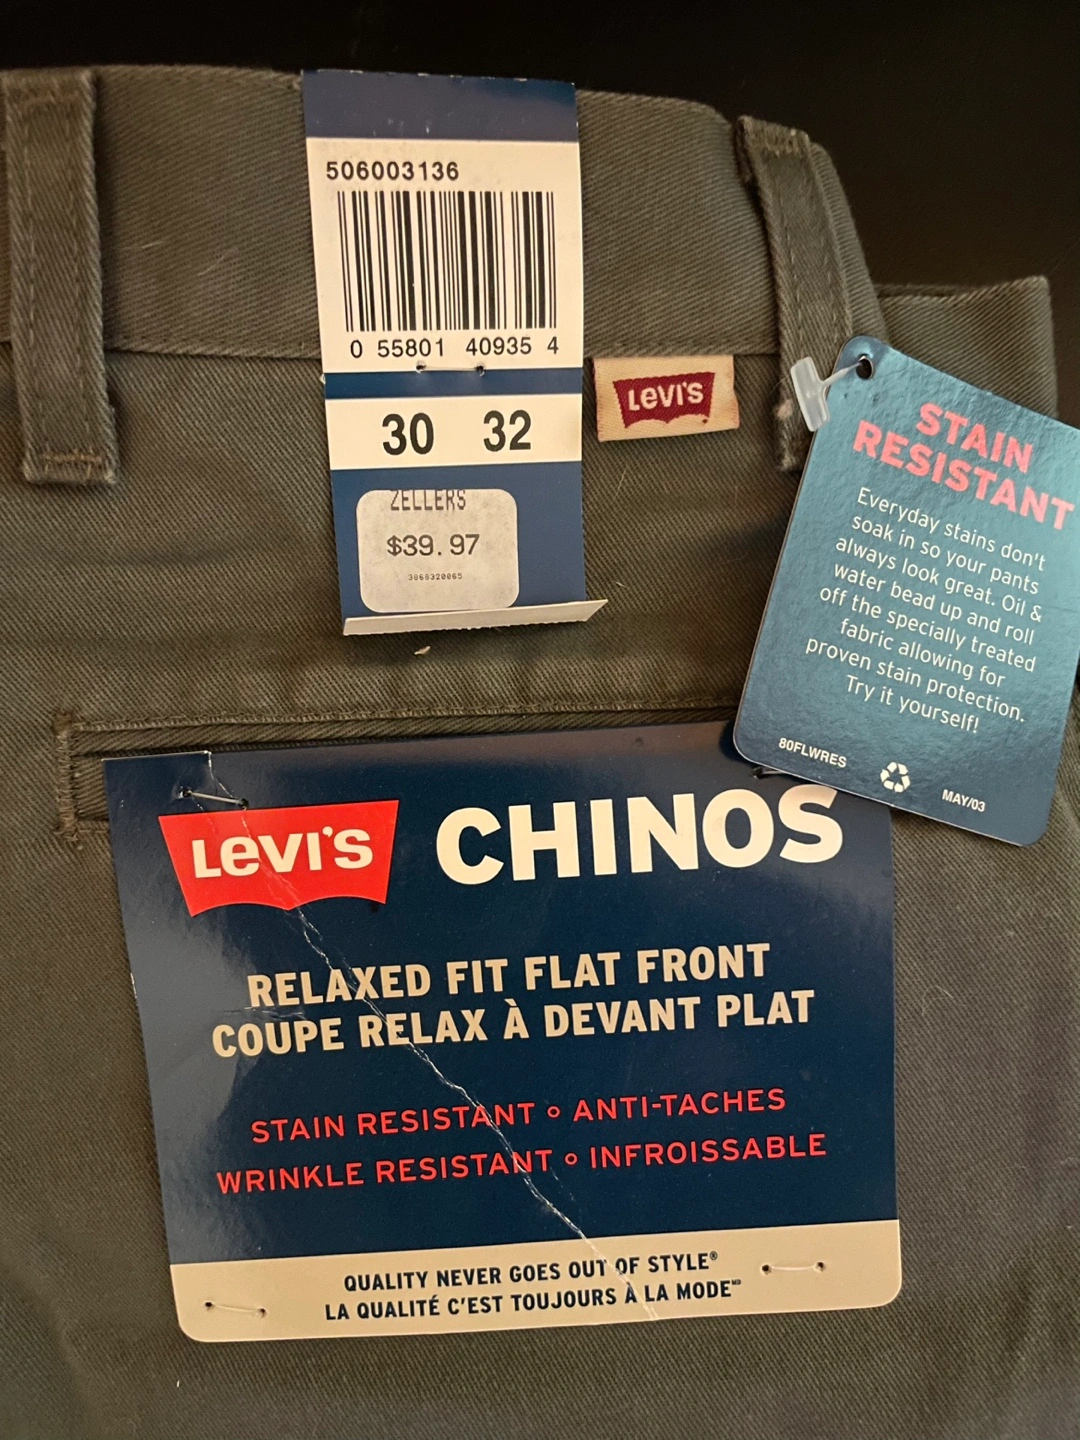 506003136
0 55801 40935 4
30 32
ZELLERS
$39.97
3868320065
LEVI'S
STAIN
RESISTANT
Everyday stains don't
soak in so your pants
always look great. Oil &
water bead up and roll
off the specially treated
fabric allowing for
proven stain protection.
Try it yourself!
80FLWRES
MAY/03
LEVI'S CHINOS
RELAXED FIT FLAT FRONT
COUPE RELAX À DEVANT PLAT
STAIN RESISTANT ° ANTI-TACHES
WRINKLE RESISTANT ° INFROISSABLE
QUALITY NEVER GOES OUT OF STYLE®
LA QUALITÉ C'EST TOUJOURS À LA MODE MD